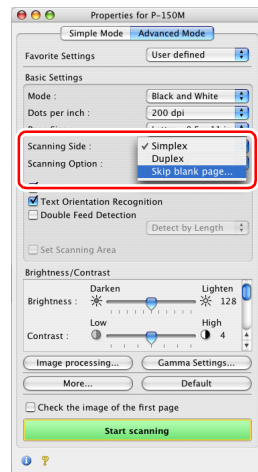 Properties for P-150M
Simple Mode Advanced Mode
Favorite Settings User defined
Basic Settings
Mode : Black and White
Dots per inch : 200 dpi
Scanning Side : ✓ Simplex
Duplex
Scanning Option : Skip blank page...
Text Orientation Recognition
Double Feed Detection
Detect by Length
Set Scanning Area
Brightness/Contrast
Darken Lighten
Brightness : 128
Low High
Contrast : 4
Image processing... Gamma Settings...
More... Default
Check the image of the first page
Start scanning